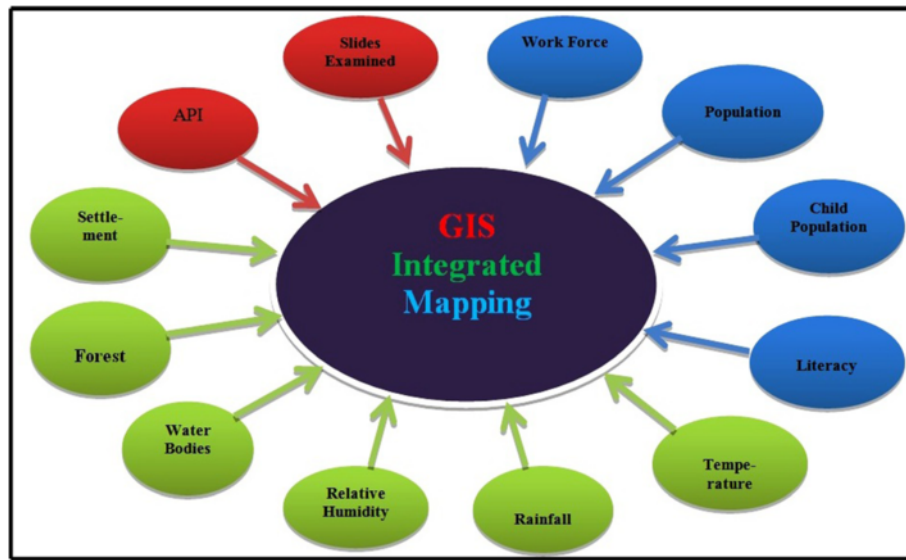 Slides
Examined
Work Force
API
Population
Settle-
ment
Child
Population
GIS
Integrated
Mapping
Forest
Literacy
Water
Bodies
Tempe-
rature
Relative
Humidity
Rainfall